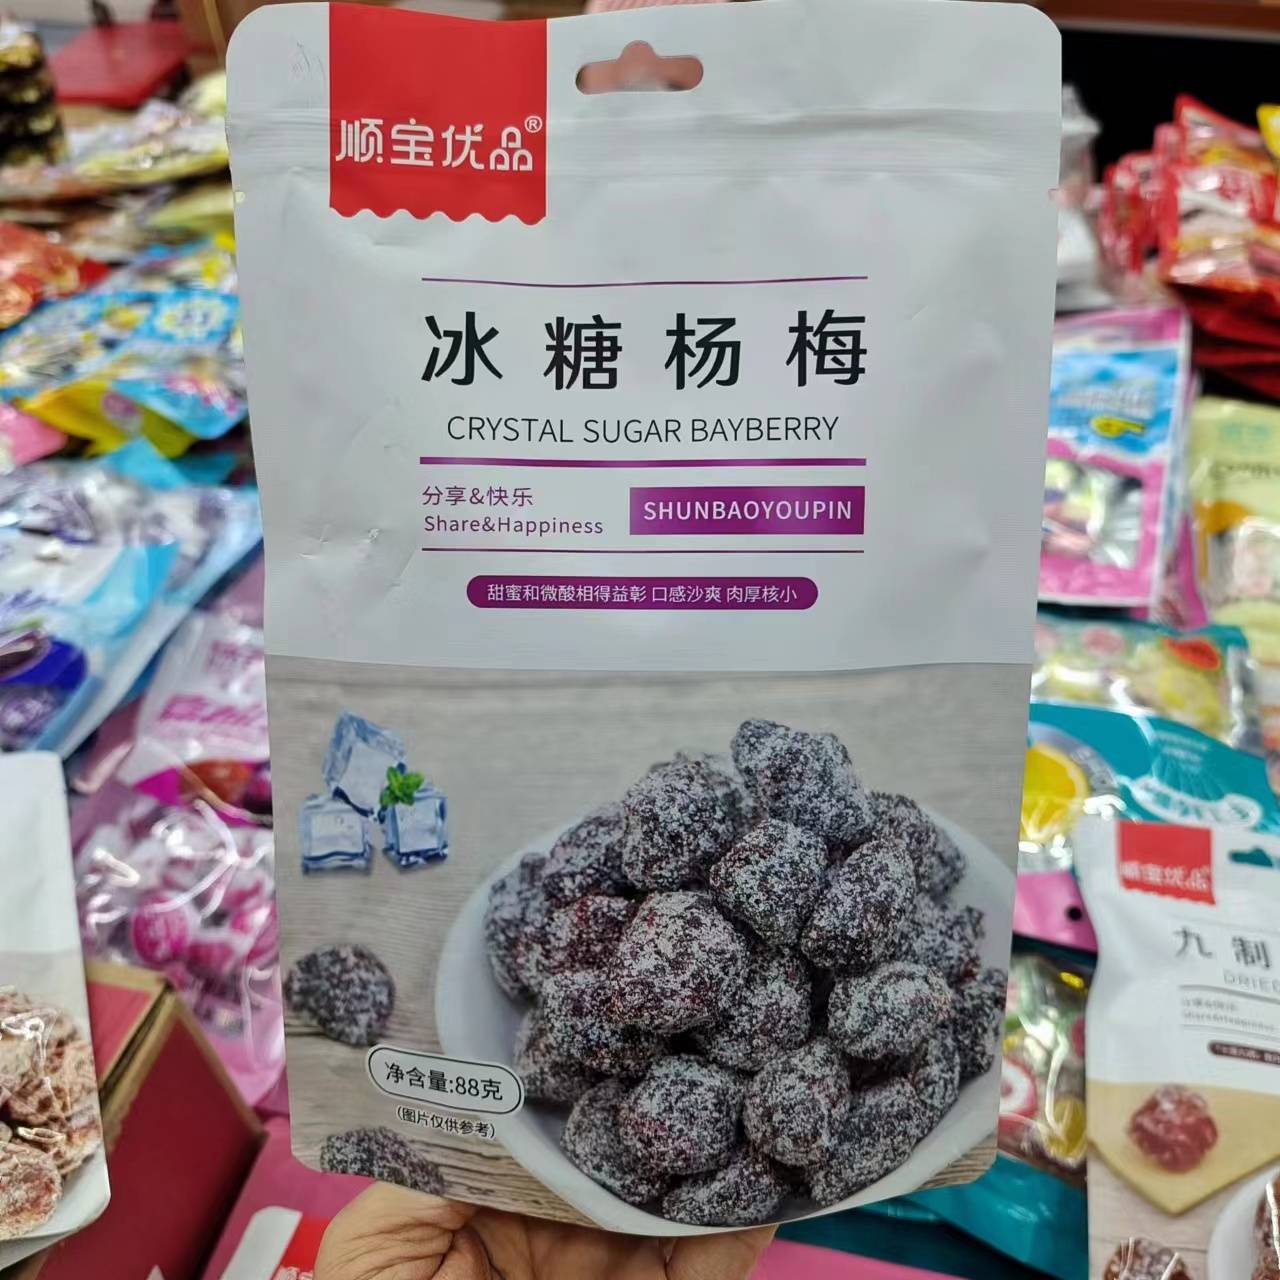 顺宝优品®
冰糖杨梅
CRYSTAL SUGAR BAYBERRY
分享&快乐
Share&Happiness
SHUNBAOYOUPIN
甜蜜和微酸相得益彰 口感沙爽 肉厚核小
净含量:88克
(图片仅供参考)
顺宝优品
九制
DRIED